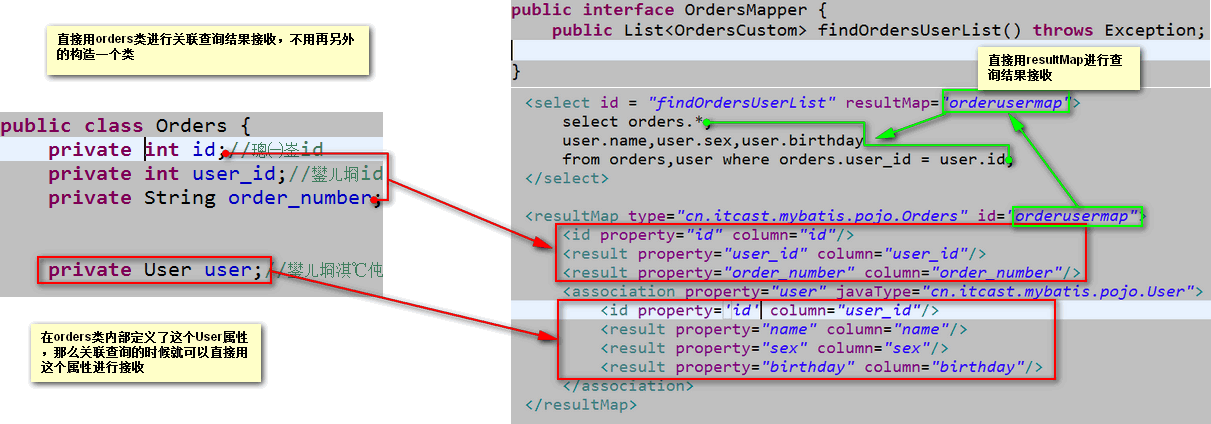 直接用orders类进行关联查询结果接收，不用再另外
的构造一个类
public class Orders {
private int id;//璁㈠崟id
private int user_id;//鐢ㄦ埛id
private String order_number;
private User user;//鐢ㄦ埛
在orders类内部定义了这个User属性
，那么关联查询的时候就可以直接用
这个属性进行接收
public interface OrdersMapper {
public List<OrdersCustom> findOrdersUserList() throws Exception;
}
直接用resultMap进行查
询结果接收
<select id = "findOrdersUserList" resultMap="orderusermap">
select orders.*,
user.name,user.sex,user.birthday
from orders,user where orders.user_id = user.id;
</select>
<resultMap type="cn.itcast.mybatis.pojo.Orders" id="orderusermap">
<id property="id" column="id"/>
<result property="user_id" column="user_id"/>
<result property="order_number" column="order_number"/>
<association property="user" javaType="cn.itcast.mybatis.pojo.User">
<id property="id" column="user_id"/>
<result property="name" column="name"/>
<result property="sex" column="sex"/>
<result property="birthday" column="birthday"/>
</association>
</resultMap>